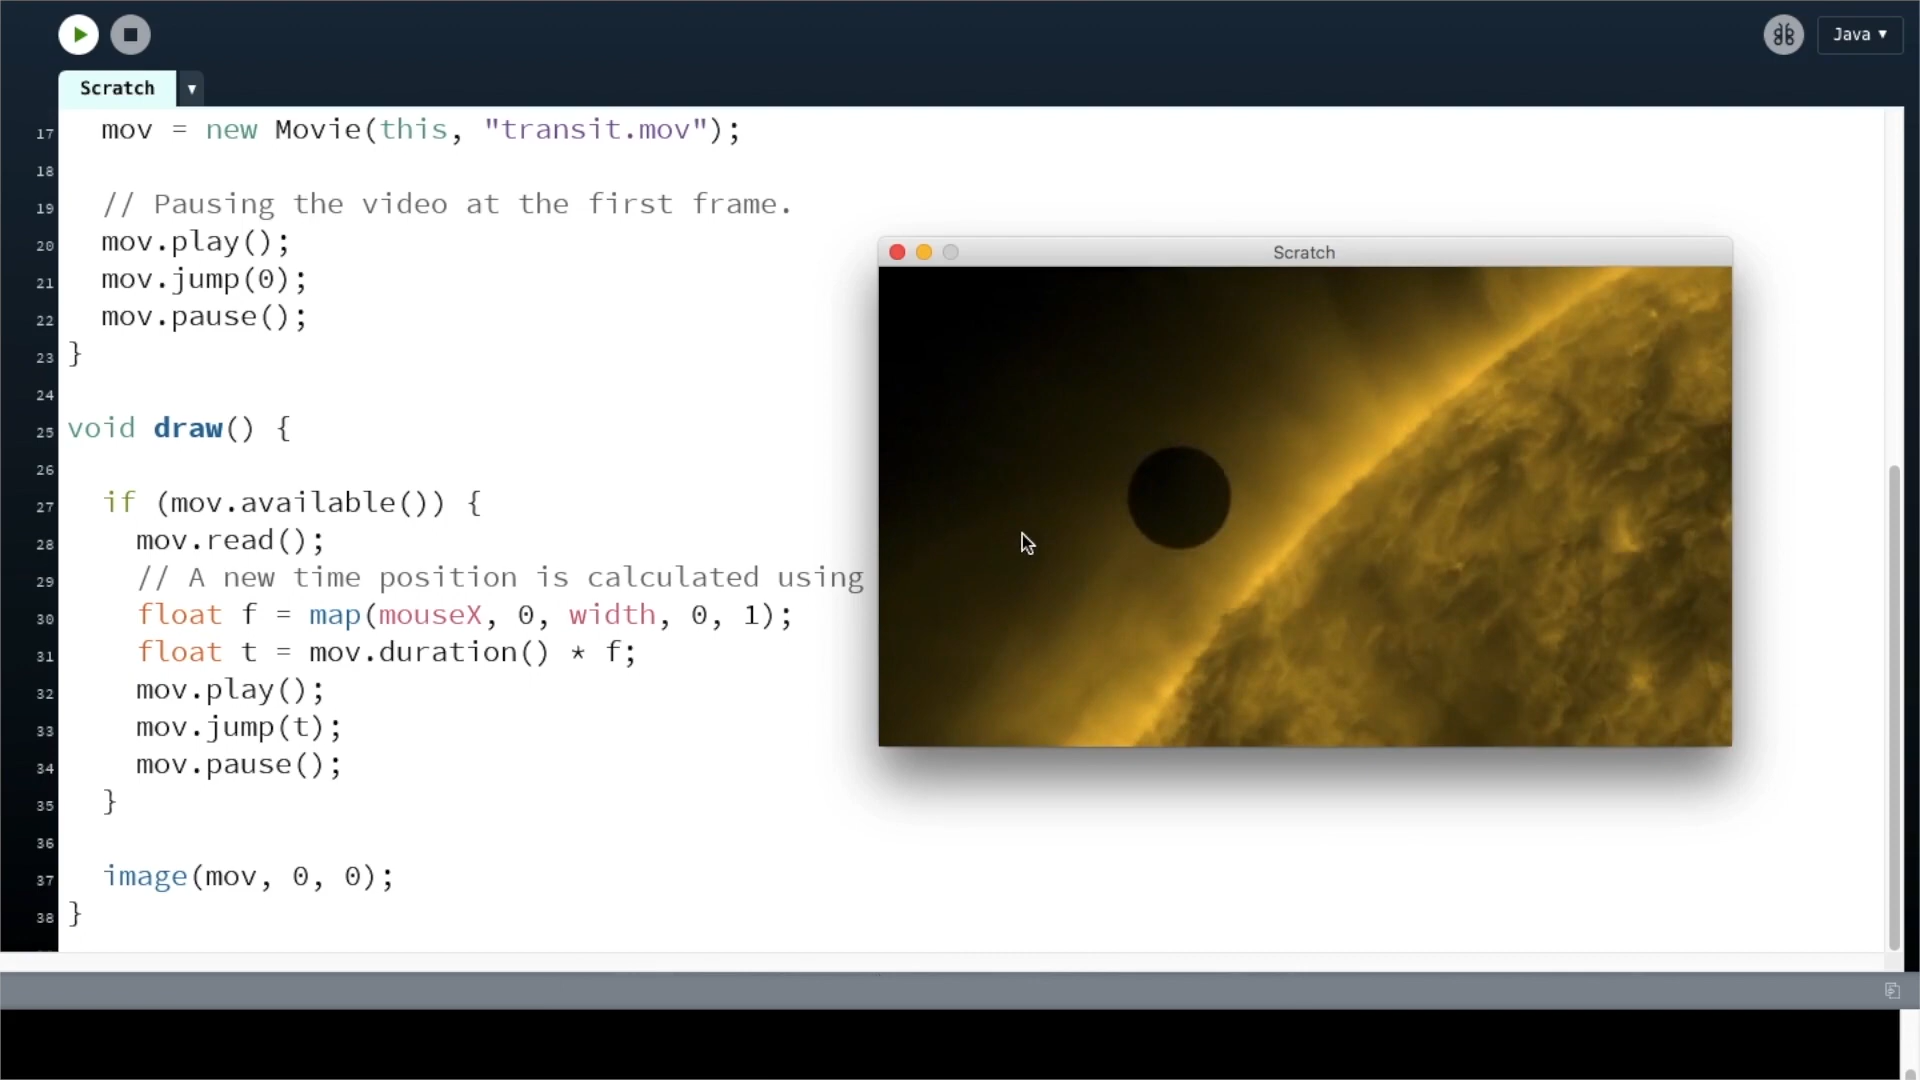 Java ▼
Scratch ▼
17 mov = new Movie(this, "transit.mov");
18
19 // Pausing the video at the first frame.
20 mov.play();
21 mov.jump(0);
22 mov.pause();
23 }
24
25 void draw() {
26
27 if (mov.available()) {
28 mov.read();
29 // A new time position is calculated using
30 float f = map(mouseX, 0, width, 0, 1);
31 float t = mov.duration() * f;
32 mov.play();
33 mov.jump(t);
34 mov.pause();
35 }
36
37 image(mov, 0, 0);
38 }
Scratch